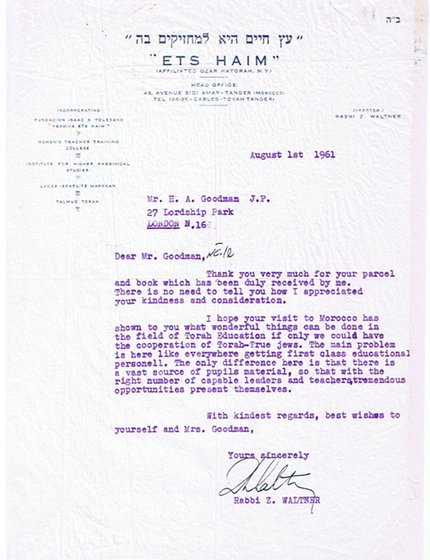 ב"ה
"עץ חיים היא למחזיקים בה"
"ETS HAIM"
(AFFILIATED OZAR HATORAH, N.Y.)
HEAD OFFICE:
45, AVENUE SIDI AMAR - TANGER (MOROCCO)
TEL 196-25 - CABLES-TOVAH TANGER)
INCORPORATING:
FUNDACION ISAAC S. TOLEDANO
"YEKHIVA ETS HAIM"
WOMEN'S TEACHER TRAINING
COLLEGE
INSTITUTE FOR HIGHER RABBINICAL
STUDIES
LYCEE ISRAELITE MARSHAN
TALMUD TORAH
DIRECTOR:
RABBI Z. WALTNER
August 1st 1961
Mr. H. A. Goodman J.P.
27 Lordship Park
LONDON N.16
Dear Mr. Goodman,
Thank you very much for your parcel
and book which has been duly received by me.
There is no need to tell you how I appreciated
your kindness and consideration.
I hope your visit to Morocco has
shown to you what wonderful things can be done in
the field of Torah Education if only we could have
the cooperation of Torah-True jews. The main problem
is here like everywhere getting first class educational
personell. The only difference here is that there is
a vast source of pupils material, so that with the
right number of capable leaders and teachers,tremendous
opportunities present themselves.
With kindest regards, best wishes to
yourself and Mrs. Goodman,
Yours sincerely
Rabbi Z. WALTNER